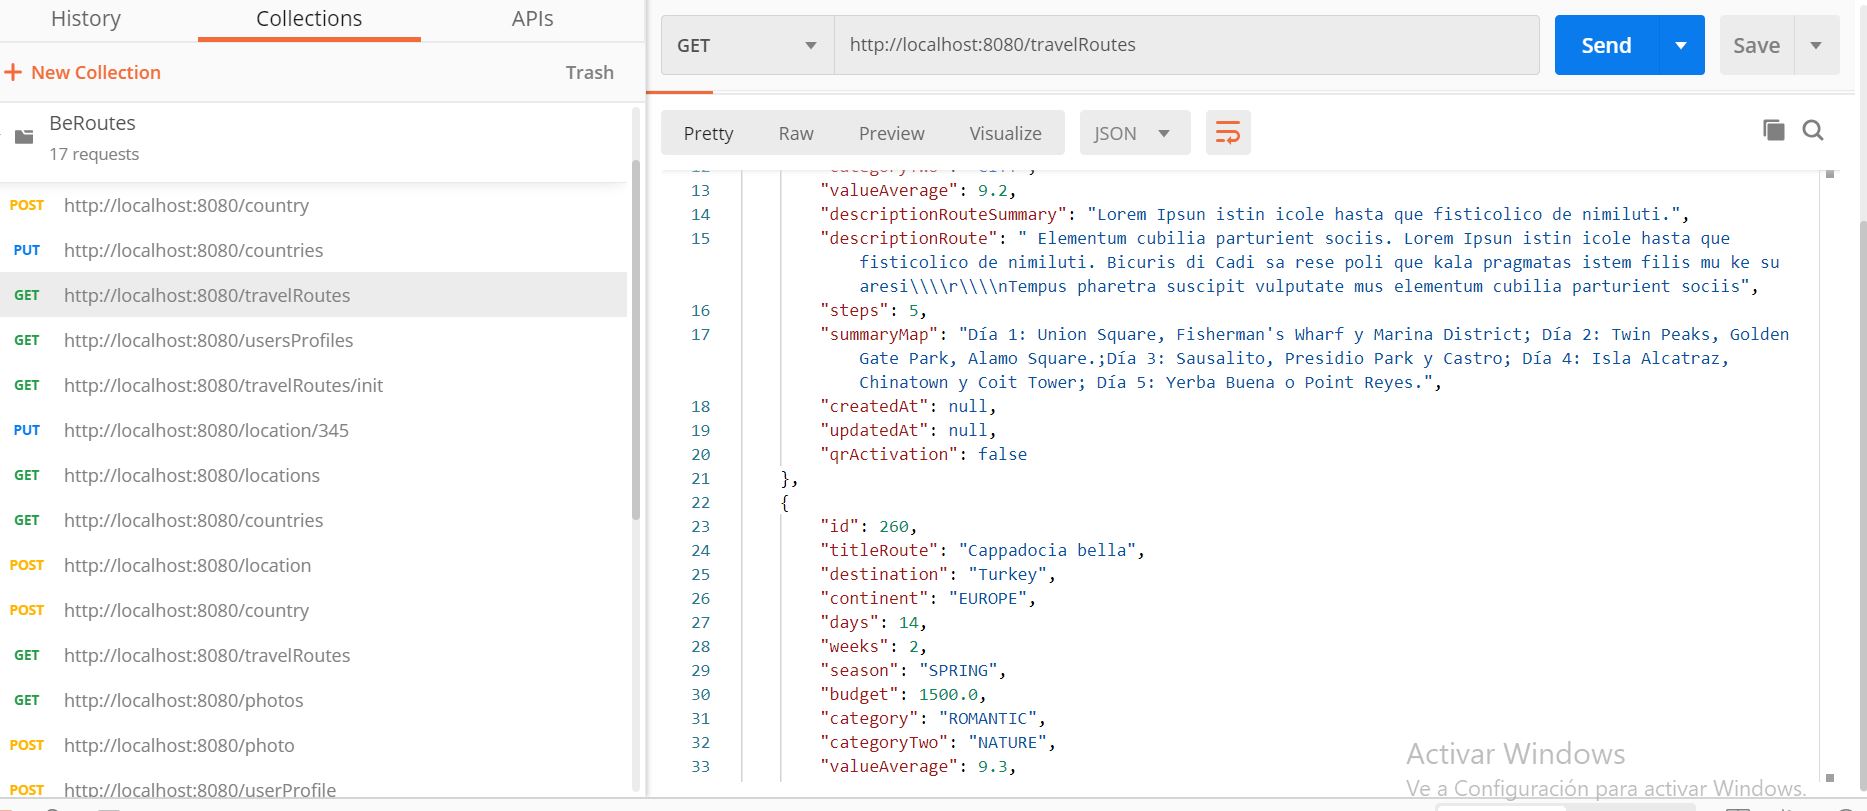 History Collections APIs
+ New Collection Trash
BeRoutes
17 requests
POST http://localhost:8080/country
PUT http://localhost:8080/countries
GET http://localhost:8080/travelRoutes
GET http://localhost:8080/usersProfiles
GET http://localhost:8080/travelRoutes/init
PUT http://localhost:8080/location/345
GET http://localhost:8080/locations
GET http://localhost:8080/countries
POST http://localhost:8080/location
POST http://localhost:8080/country
GET http://localhost:8080/travelRoutes
GET http://localhost:8080/photos
POST http://localhost:8080/photo
POST http://localhost:8080/userProfile
GET http://localhost:8080/travelRoutes Send Save
Pretty Raw Preview Visualize JSON
12 "categoryTwo": "CITY",
13 "valueAverage": 9.2,
14 "descriptionRouteSummary": "Lorem Ipsun istin icole hasta que fisticolico de nimiluti.",
15 "descriptionRoute": " Elementum cubilia parturient sociis. Lorem Ipsun istin icole hasta que
fisticolico de nimiluti. Bicuris di Cadi sa rese poli que kala pragmatas istem filis mu ke su
aresi\\\\r\\\\nTempus pharetra suscipit vulputate mus elementum cubilia parturient sociis",
16 "steps": 5,
17 "summaryMap": "Día 1: Union Square, Fisherman's Wharf y Marina District; Día 2: Twin Peaks, Golden
Gate Park, Alamo Square.;Día 3: Sausalito, Presidio Park y Castro; Día 4: Isla Alcatraz,
Chinatown y Coit Tower; Día 5: Yerba Buena o Point Reyes.",
18 "createdAt": null,
19 "updatedAt": null,
20 "qrActivation": false
21 },
22 {
23 "id": 260,
24 "titleRoute": "Cappadocia bella",
25 "destination": "Turkey",
26 "continent": "EUROPE",
27 "days": 14,
28 "weeks": 2,
29 "season": "SPRING",
30 "budget": 1500.0,
31 "category": "ROMANTIC",
32 "categoryTwo": "NATURE",
33 "valueAverage": 9.3,
Activar Windows
Ve a Configuración para activar Windows.